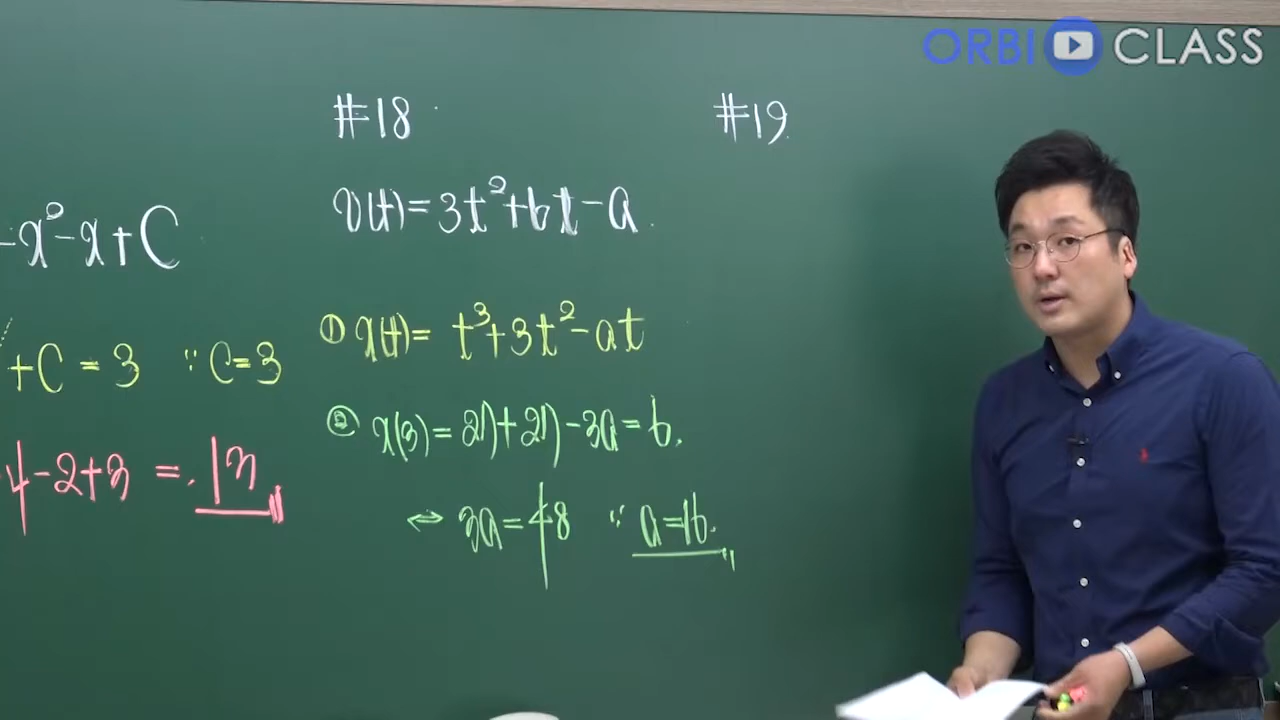 ORBI CLASS
-x²-x+C
+C=3 ∵ C=3
4-2+3=13
#18
v(t)=3t²+6t-a
① x(t)=t³+3t²-at
② x(3)=27+27-3a=6.
⇔ 3a=48 ∵ a=16.
#19